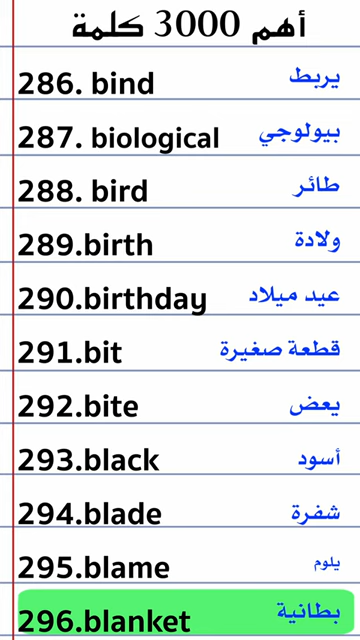 أهم 3000 كلمة
286. bind يربط
287. biological بيولوجي
288. bird طائر
289.birth ولادة
290.birthday عيد ميلاد
291.bit قطعة صغيرة
292.bite يعض
293.black أسود
294.blade شفرة
295.blame يلوم
296.blanket بطانية